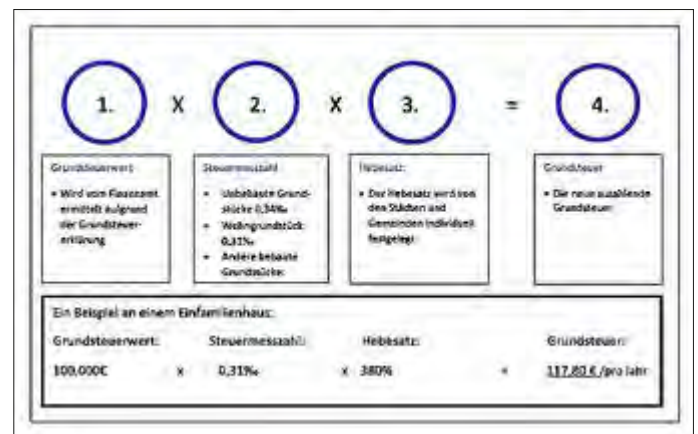 1. X 2. X 3. = 4.
Grundsteuerwert
• Wird vom Finanzamt
ermittelt aufgrund
der Grundsteuer-
erklärung
Steuermesszahl
• Unbebaute Grund-
stücke 0,34‰
• Wohngrundstück
0,31‰
• Andere bebaute
Grundstücke
Hebesatz:
• Der Hebesatz wird von
den Städten und
Gemeinden individuell
festgelegt
Grundsteuer
• Die neue auzahlende
Grundsteuer
Ein Beispiel an einem Einfamilienhaus:
Grundsteuerwert: Steuermesszahl: Hebesatz: Grundsteuer:
100.000€ x 0,31‰ x 380% = 117,80 € /pro Jahr